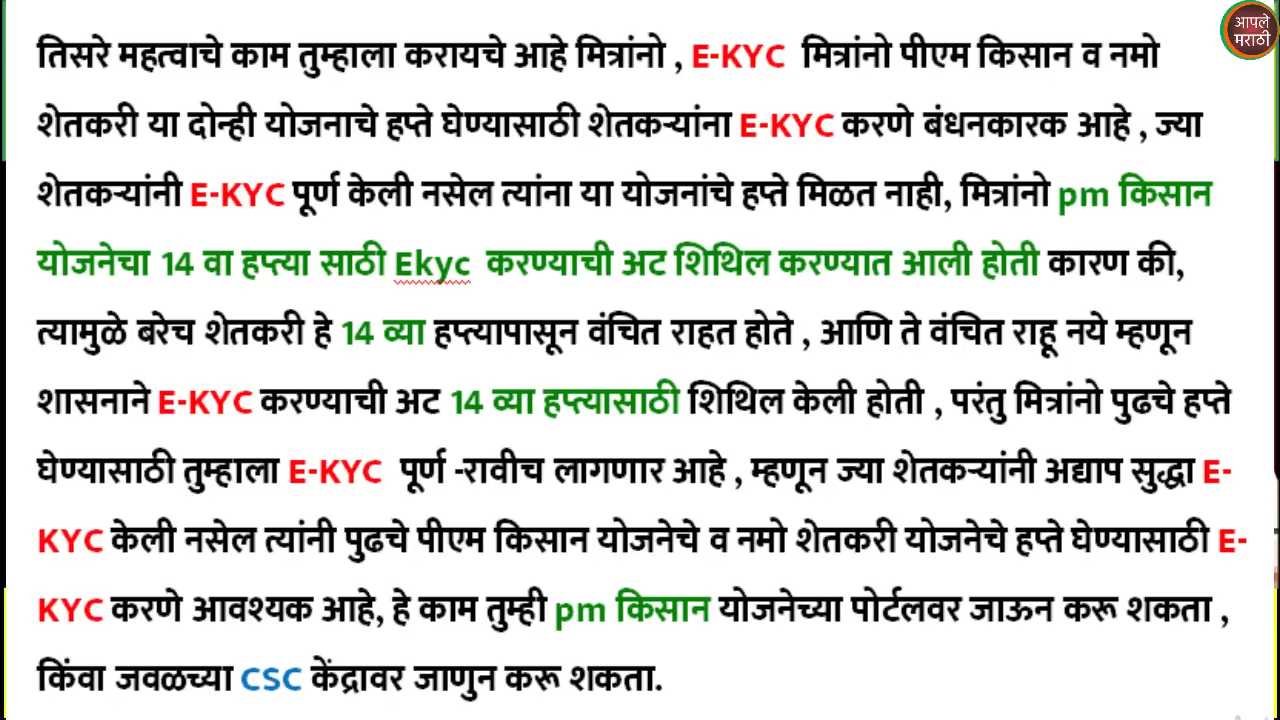 आपले
मराठी
तिसरे महत्वाचे काम तुम्हाला करायचे आहे मित्रांनो , E-KYC मित्रांनो पीएम किसान व नमो
शेतकरी या दोन्ही योजनाचे हप्ते घेण्यासाठी शेतकऱ्यांना E-KYC करणे बंधनकारक आहे , ज्या
शेतकऱ्यांनी E-KYC पूर्ण केली नसेल त्यांना या योजनांचे हप्ते मिळत नाही, मित्रांनो pm किसान
योजनेचा 14 वा हप्त्या साठी Ekyc करण्याची अट शिथिल करण्यात आली होती कारण की,
त्यामुळे बरेच शेतकरी हे 14 व्या हप्त्यापासून वंचित राहत होते , आणि ते वंचित राहू नये म्हणून
शासनाने E-KYC करण्याची अट 14 व्या हप्त्यासाठी शिथिल केली होती , परंतु मित्रांनो पुढचे हप्ते
घेण्यासाठी तुम्हाला E-KYC पूर्ण -रावीच लागणार आहे , म्हणून ज्या शेतकऱ्यांनी अद्याप सुद्धा E-
KYC केली नसेल त्यांनी पुढचे पीएम किसान योजनेचे व नमो शेतकरी योजनेचे हप्ते घेण्यासाठी E-
KYC करणे आवश्यक आहे, हे काम तुम्ही pm किसान योजनेच्या पोर्टलवर जाऊन करू शकता ,
किंवा जवळच्या CSC केंद्रावर जाणुन करू शकता.